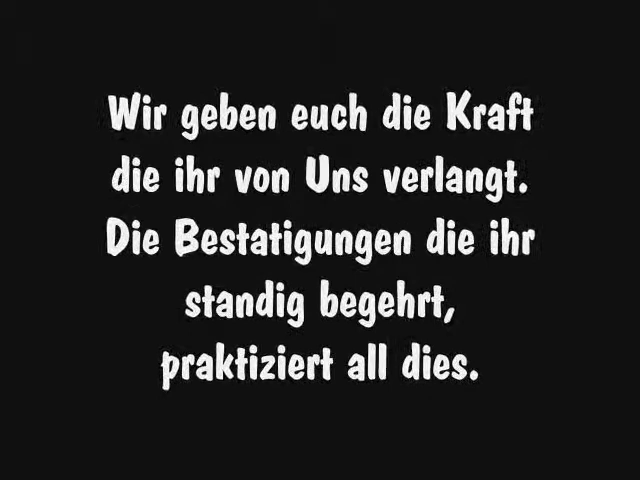 Wir geben euch die Kraft
die ihr von Uns verlangt.
Die Bestatigungen die ihr
standig begehrt,
praktiziert all dies.